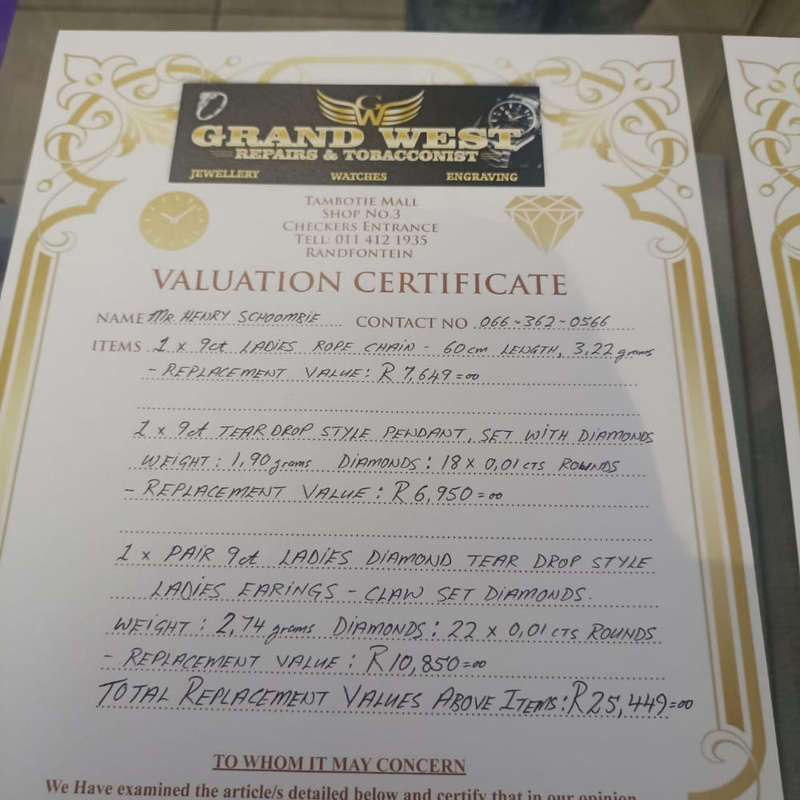 GW
GRAND WEST
REPAIRS & TOBACCONIST
JEWELLERY WATCHES ENGRAVING
TAMBOTIE MALL
SHOP NO.3
CHECKERS ENTRANCE
TELL: 011 412 1935
RANDFONTEIN
VALUATION CERTIFICATE
NAME MR HENRY SCHOOMBIE CONTACT NO 066-362-0566
ITEMS 1 x 9ct LADIES ROPE CHAIN - 60cm LENGTH, 3,22 grams
- REPLACEMENT VALUE: R 7,649=00
1 x 9ct TEAR DROP STYLE PENDANT, SET WITH DIAMONDS
WEIGHT: 1,90 grams DIAMONDS: 18 x 0,01 cts ROUNDS
- REPLACEMENT VALUE: R 6,950=00
1 x PAIR 9ct LADIES DIAMOND TEAR DROP STYLE
LADIES EARINGS - CLAW SET DIAMONDS.
WEIGHT: 2,74 grams DIAMONDS: 22 x 0,01 cts ROUNDS
- REPLACEMENT VALUE: R10,850=00
TOTAL REPLACEMENT VALUES ABOVE ITEMS: R25,449=00
TO WHOM IT MAY CONCERN
We Have examined the article/s detailed below and certify that in our opinion